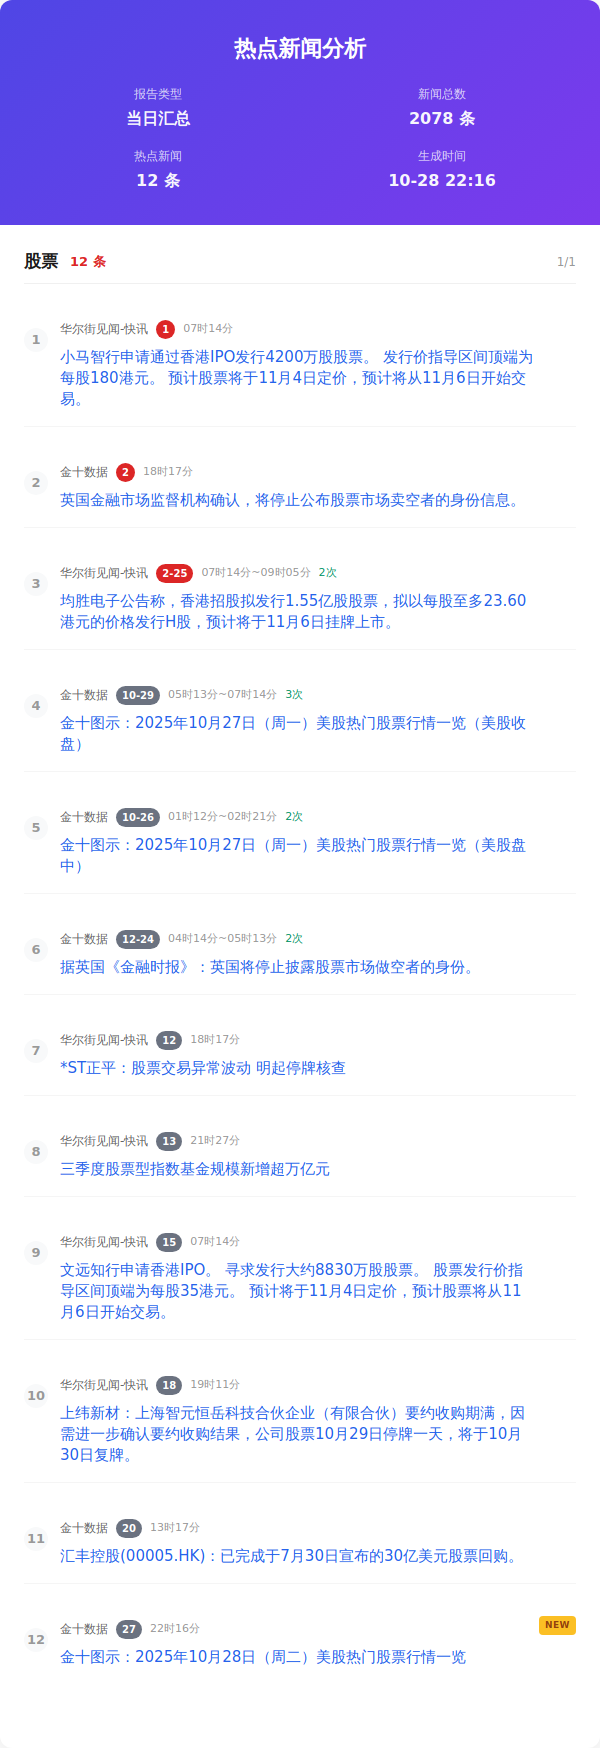 热点新闻分析
报告类型
新闻总数
当日汇总
2078 条
热点新闻
生成时间
12 条
10-28 22:16
股票 12 条 1/1
1
华尔街见闻-快讯 1 07时14分
小马智行申请通过香港IPO发行4200万股股票。 发行价指导区间顶端为
每股180港元。 预计股票将于11月4日定价，预计将从11月6日开始交
易。
2
金十数据 2 18时17分
英国金融市场监督机构确认，将停止公布股票市场卖空者的身份信息。
3
华尔街见闻-快讯 2-25 07时14分~09时05分 2次
均胜电子公告称，香港招股拟发行1.55亿股股票，拟以每股至多23.60
港元的价格发行H股，预计将于11月6日挂牌上市。
4
金十数据 10-29 05时13分~07时14分 3次
金十图示：2025年10月27日（周一）美股热门股票行情一览（美股收
盘）
5
金十数据 10-26 01时12分~02时21分 2次
金十图示：2025年10月27日（周一）美股热门股票行情一览（美股盘
中）
6
金十数据 12-24 04时14分~05时13分 2次
据英国《金融时报》：英国将停止披露股票市场做空者的身份。
7
华尔街见闻-快讯 12 18时17分
*ST正平：股票交易异常波动 明起停牌核查
8
华尔街见闻-快讯 13 21时27分
三季度股票型指数基金规模新增超万亿元
9
华尔街见闻-快讯 15 07时14分
文远知行申请香港IPO。 寻求发行大约8830万股股票。 股票发行价指
导区间顶端为每股35港元。 预计将于11月4日定价，预计股票将从11
月6日开始交易。
10
华尔街见闻-快讯 18 19时11分
上纬新材：上海智元恒岳科技合伙企业（有限合伙）要约收购期满，因
需进一步确认要约收购结果，公司股票10月29日停牌一天，将于10月
30日复牌。
11
金十数据 20 13时17分
汇丰控股(00005.HK)：已完成于7月30日宣布的30亿美元股票回购。
12
金十数据 27 22时16分 NEW
金十图示：2025年10月28日（周二）美股热门股票行情一览